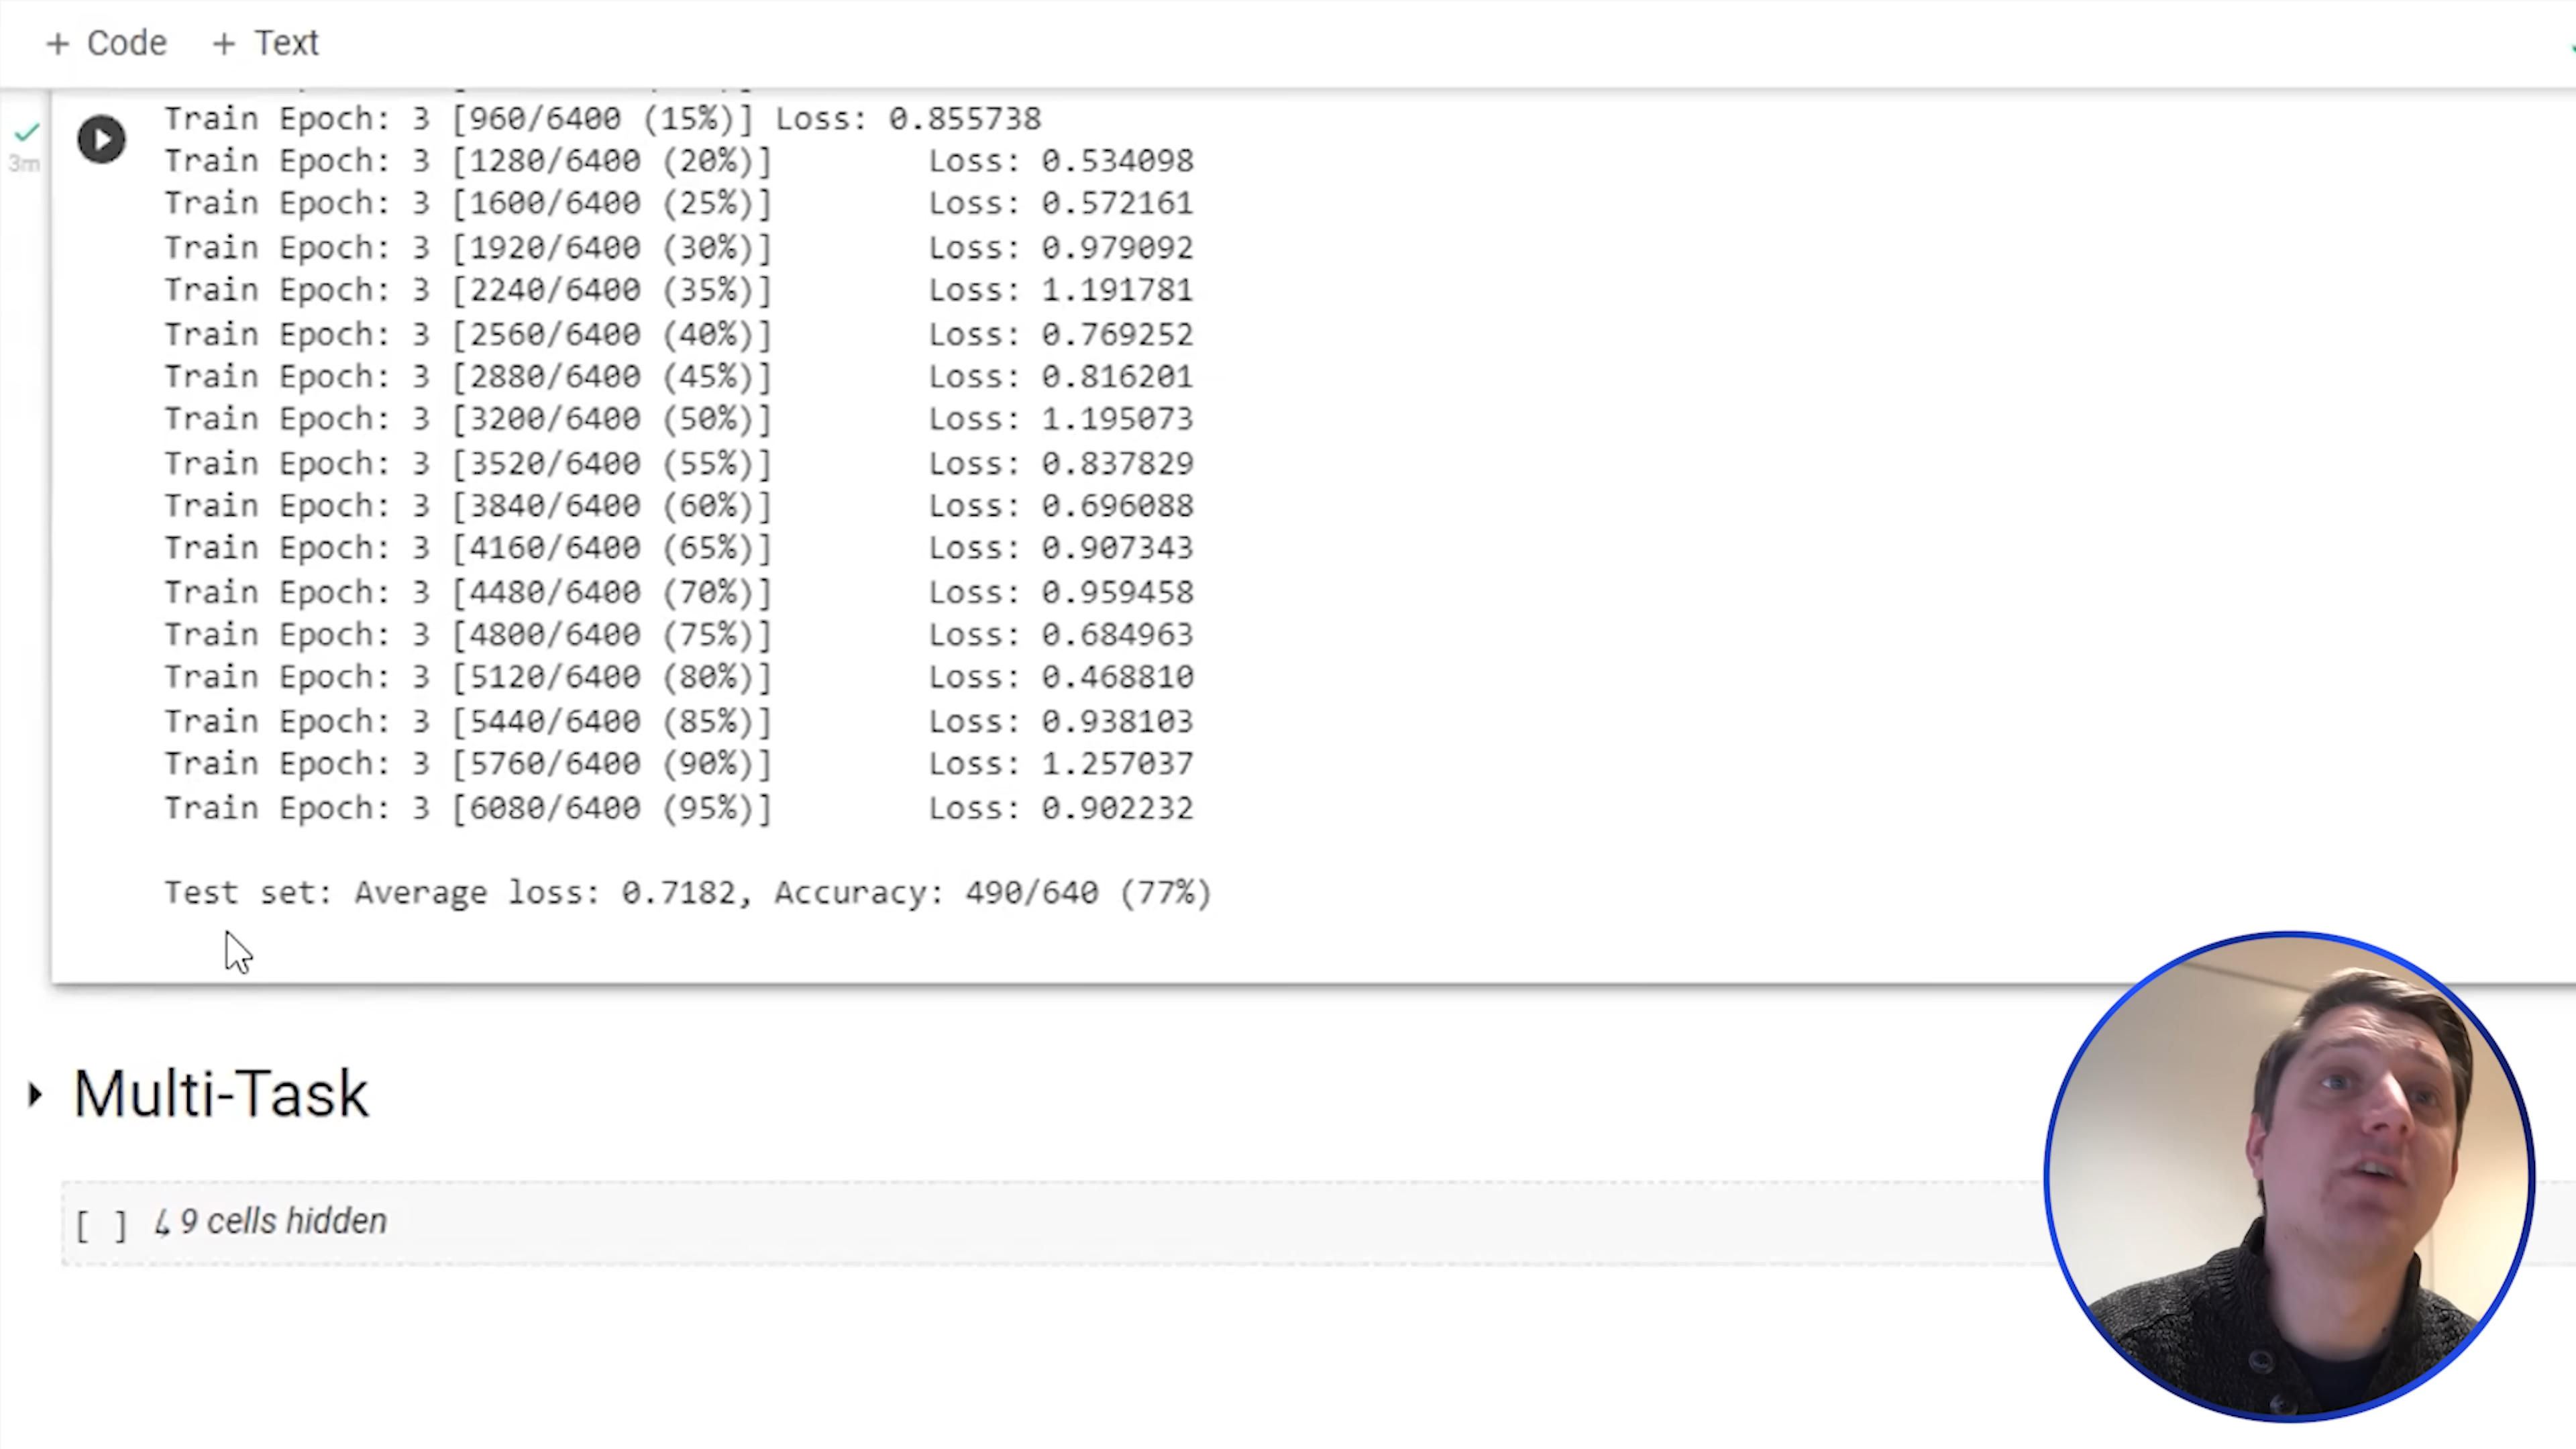 + Code + Text
Train Epoch: 3 [960/6400 (15%)] Loss: 0.855738
3m
Train Epoch: 3 [1280/6400 (20%)] Loss: 0.534098
Train Epoch: 3 [1600/6400 (25%)] Loss: 0.572161
Train Epoch: 3 [1920/6400 (30%)] Loss: 0.979092
Train Epoch: 3 [2240/6400 (35%)] Loss: 1.191781
Train Epoch: 3 [2560/6400 (40%)] Loss: 0.769252
Train Epoch: 3 [2880/6400 (45%)] Loss: 0.816201
Train Epoch: 3 [3200/6400 (50%)] Loss: 1.195073
Train Epoch: 3 [3520/6400 (55%)] Loss: 0.837829
Train Epoch: 3 [3840/6400 (60%)] Loss: 0.696088
Train Epoch: 3 [4160/6400 (65%)] Loss: 0.907343
Train Epoch: 3 [4480/6400 (70%)] Loss: 0.959458
Train Epoch: 3 [4800/6400 (75%)] Loss: 0.684963
Train Epoch: 3 [5120/6400 (80%)] Loss: 0.468810
Train Epoch: 3 [5440/6400 (85%)] Loss: 0.938103
Train Epoch: 3 [5760/6400 (90%)] Loss: 1.257037
Train Epoch: 3 [6080/6400 (95%)] Loss: 0.902232
Test set: Average loss: 0.7182, Accuracy: 490/640 (77%)
Multi-Task
[ ] ↳ 9 cells hidden